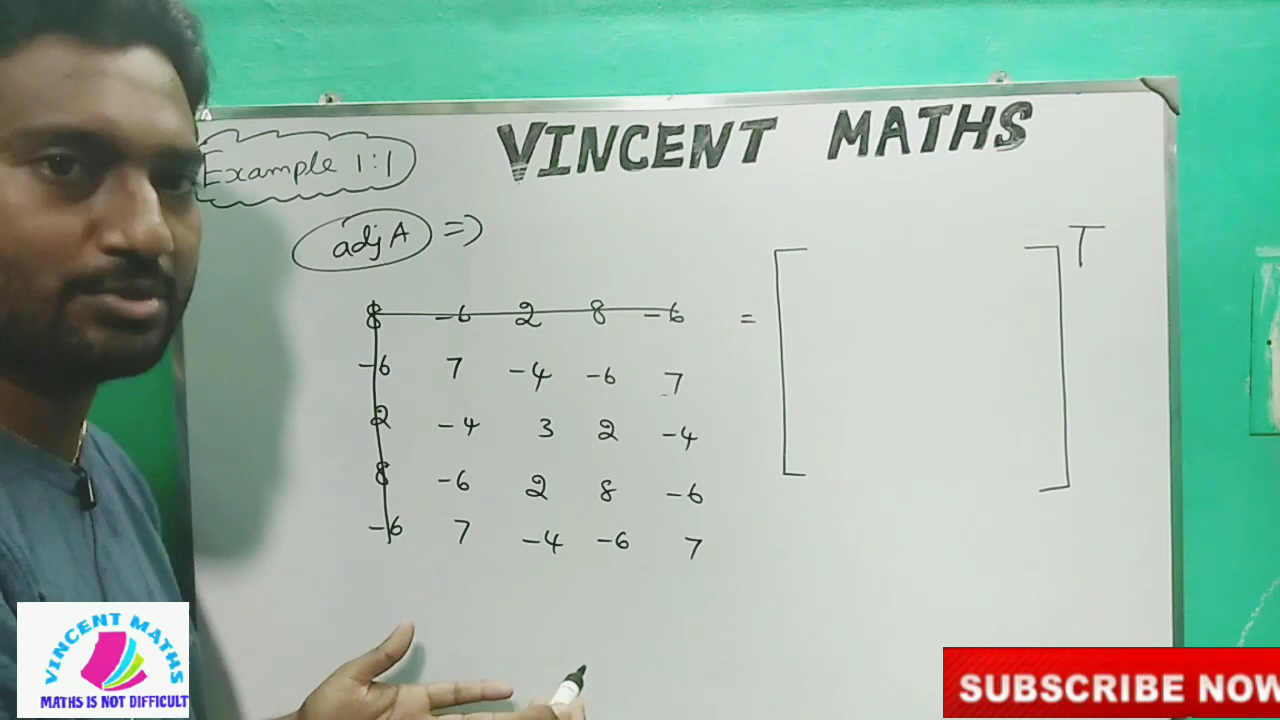 VINCENT MATHS
Example 1:1
adj A =>
8 -6 2 8 -6
-6 7 -4 -6 7
2 -4 3 2 -4
8 -6 2 8 -6
-6 7 -4 -6 7
= [ ] T
VINCENT MATHS
MATHS IS NOT DIFFICULT
SUBSCRIBE NOW